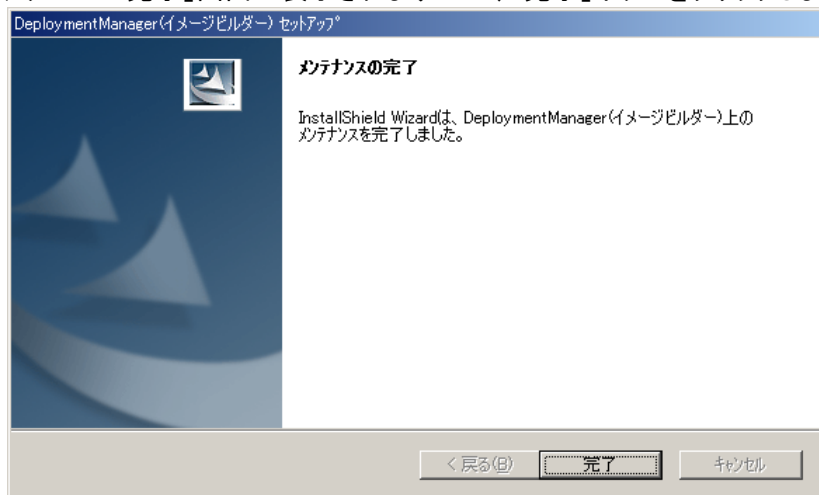 DeploymentManager(イメージビルダー) セットアップ
メンテナンスの完了
InstallShield Wizardは、DeploymentManager(イメージビルダー)上の
メンテナンスを完了しました。
< 戻る(B)
完了
キャンセル